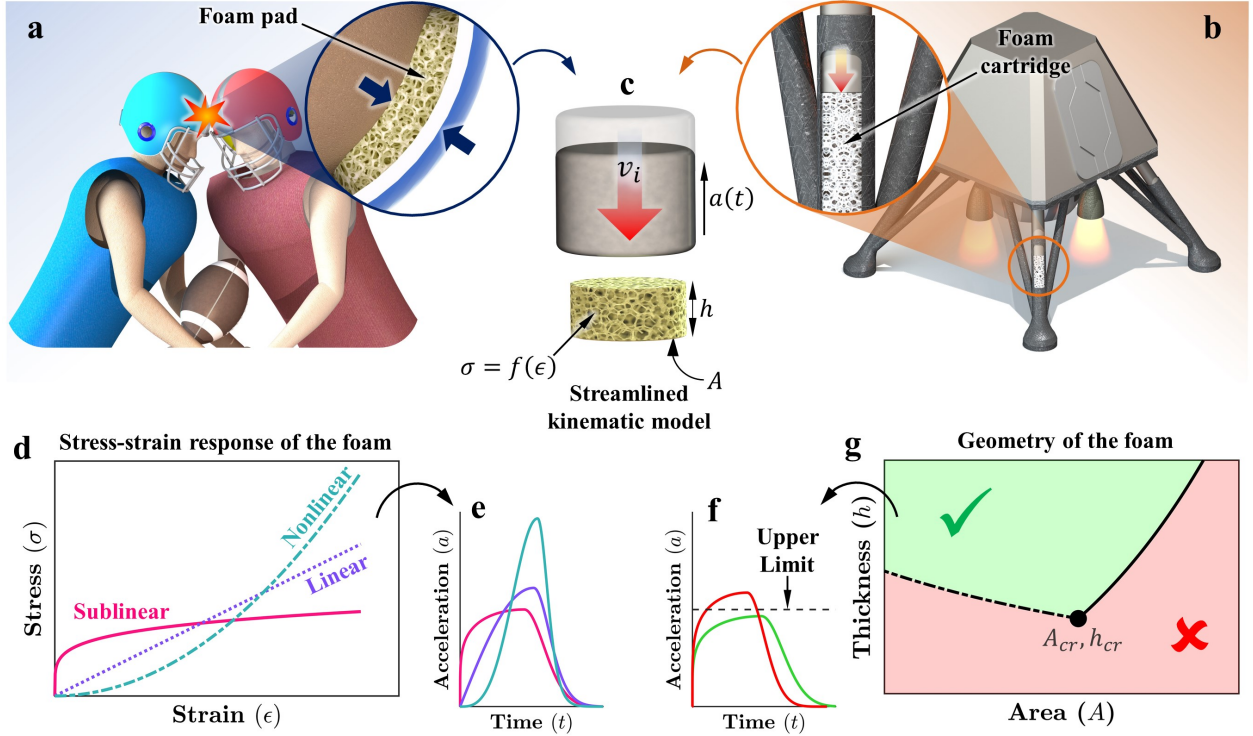 a
Foam pad
b
Foam
cartridge
c
v_i
a(t)
h
σ = f(ϵ)
A
Streamlined
kinematic model
d
Stress-strain response of the foam
Stress (σ)
Nonlinear
Linear
Sublinear
Strain (ϵ)
e
Acceleration (a)
Time (t)
f
Acceleration (a)
Upper
Limit
Time (t)
g
Geometry of the foam
Thickness (h)
A_cr, h_cr
Area (A)